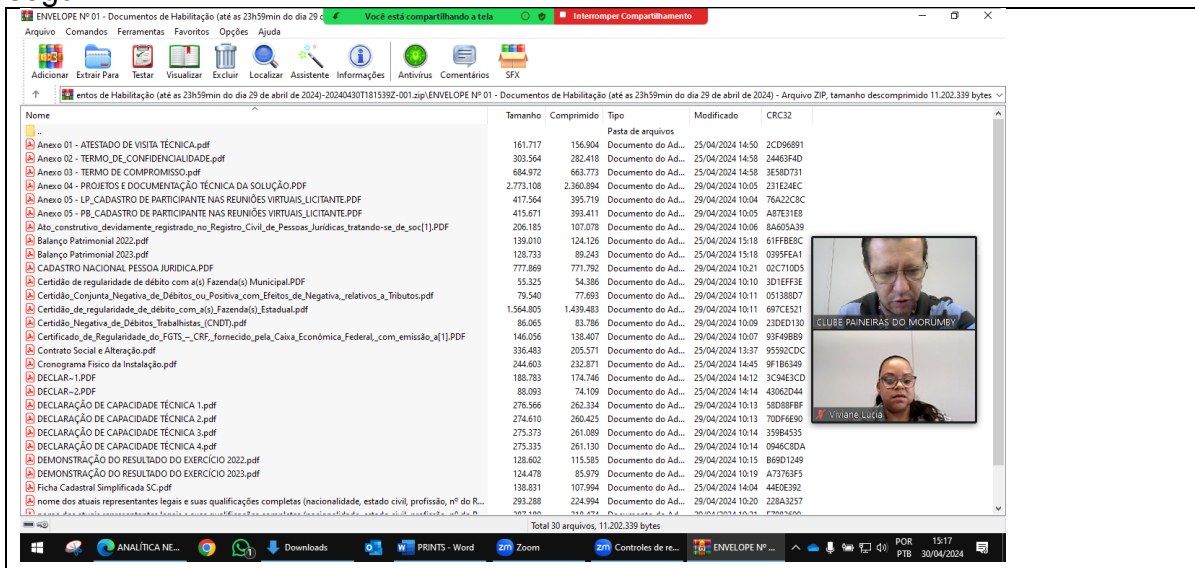 ENVELOPE Nº 01 - Documentos de Habilitação (até as 23h59min do dia 29 d
Você está compartilhando a tela
Interromper Compartilhamento
Arquivo Comandos Ferramentas Favoritos Opções Ajuda
Adicionar Extrair Para Testar Visualizar Excluir Localizar Assistente Informações Antivírus Comentários SFX
entos de Habilitação (até as 23h59min do dia 29 de abril de 2024)-20240430T181539Z-001.zip\ENVELOPE Nº 01 - Documentos de Habilitação (até as 23h59min do dia 29 de abril de 2024) - Arquivo ZIP, tamanho descomprimido 11.202.339 bytes
Nome Tamanho Comprimido Tipo Modificado CRC32
.. Pasta de arquivos
Anexo 01 - ATESTADO DE VISITA TÉCNICA.pdf 161.717 156.904 Documento do Ad... 25/04/2024 14:50 2CD96891
Anexo 02 - TERMO_DE_CONFIDENCIALIDADE.pdf 303.564 282.418 Documento do Ad... 25/04/2024 14:58 24463F4D
Anexo 03 - TERMO DE COMPROMISSO.pdf 684.972 663.773 Documento do Ad... 25/04/2024 14:58 3E58D731
Anexo 04 - PROJETOS E DOCUMENTAÇÃO TÉCNICA DA SOLUÇÃO.PDF 2.773.108 2.360.894 Documento do Ad... 29/04/2024 10:05 231E24EC
Anexo 05 - LP_CADASTRO DE PARTICIPANTE NAS REUNIÕES VIRTUAIS_LICITANTE.PDF 417.564 395.719 Documento do Ad... 29/04/2024 10:04 76A22C8C
Anexo 05 - PB_CADASTRO DE PARTICIPANTE NAS REUNIÕES VIRTUAIS_LICITANTE.PDF 415.671 393.411 Documento do Ad... 29/04/2024 10:05 A87E31E8
Ato_construtivo_devidamente_registrado_no_Registro_Civil_de_Pessoas_Jurídicas_tratando-se_de_soc[1].PDF 206.185 107.078 Documento do Ad... 29/04/2024 10:06 8A605A39
Balanço Patrimonial 2022.pdf 139.010 124.126 Documento do Ad... 25/04/2024 15:18 61FFBE8C
Balanço Patrimonial 2023.pdf 128.733 89.243 Documento do Ad... 25/04/2024 15:18 0395FEA1
CADASTRO NACIONAL PESSOA JURIDICA.PDF 777.869 771.792 Documento do Ad... 29/04/2024 10:21 02C710D5
Certidão de regularidade de débito com a(s) Fazenda(s) Municipal.PDF 55.325 54.386 Documento do Ad... 29/04/2024 10:10 3D1EFF3E
Certidão_Conjunta_Negativa_de_Débitos_ou_Positiva_com_Efeitos_de_Negativa,_relativos_a_Tributos.pdf 79.540 77.693 Documento do Ad... 29/04/2024 10:11 051388D7
Certidão_de_regularidade_de_débito_com_a(s)_Fazenda(s)_Estadual.pdf 1.564.805 1.439.483 Documento do Ad... 29/04/2024 10:11 697CE521
Certidão_Negativa_de_Débitos_Trabalhistas_(CNDT).pdf 86.065 83.786 Documento do Ad... 29/04/2024 10:09 23DED130
Certificado_de_Regularidade_do_FGTS_–_CRF,_fornecido_pela_Caixa_Econômica_Federal,_com_emissão_a[1].PDF 146.056 138.407 Documento do Ad... 29/04/2024 10:07 93F49BB9
Contrato Social e Alteração.pdf 336.483 205.571 Documento do Ad... 25/04/2024 13:37 95592CDC
Cronograma Físico da Instalação.pdf 244.603 232.871 Documento do Ad... 25/04/2024 14:45 9F1B6349
DECLAR~1.PDF 188.783 174.746 Documento do Ad... 25/04/2024 14:12 3C94E3CD
DECLAR~2.PDF 88.093 74.109 Documento do Ad... 25/04/2024 14:14 43062D44
DECLARAÇÃO DE CAPACIDADE TÉCNICA 1.pdf 276.566 262.334 Documento do Ad... 29/04/2024 10:13 58D88FBF
DECLARAÇÃO DE CAPACIDADE TÉCNICA 2.pdf 274.610 260.425 Documento do Ad... 29/04/2024 10:13 70DF6E90
DECLARAÇÃO DE CAPACIDADE TÉCNICA 3.pdf 275.373 261.089 Documento do Ad... 29/04/2024 10:14 359B4535
DECLARAÇÃO DE CAPACIDADE TÉCNICA 4.pdf 275.335 261.130 Documento do Ad... 29/04/2024 10:14 0946C8DA
DEMONSTRAÇÃO DO RESULTADO DO EXERCÍCIO 2022.pdf 128.602 115.585 Documento do Ad... 29/04/2024 10:15 B69D1249
DEMONSTRAÇÃO DO RESULTADO DO EXERCÍCIO 2023.pdf 124.478 85.979 Documento do Ad... 29/04/2024 10:19 A73763F5
Ficha Cadastral Simplificada SC.pdf 138.831 107.994 Documento do Ad... 25/04/2024 14:04 44E0E392
nome dos atuais representantes legais e suas qualificações completas (nacionalidade, estado civil, profissão, nº do R... 293.288 224.994 Documento do Ad... 29/04/2024 10:20 228A3257
CLUBE PAINEIRAS DO MORUMBY
Viviane Lucia
Total 30 arquivos, 11.202.339 bytes
ANALÍTICA NE... Downloads PRINTS - Word Zoom Controles de re... ENVELOPE Nº ... POR 15:17
PTB 30/04/2024